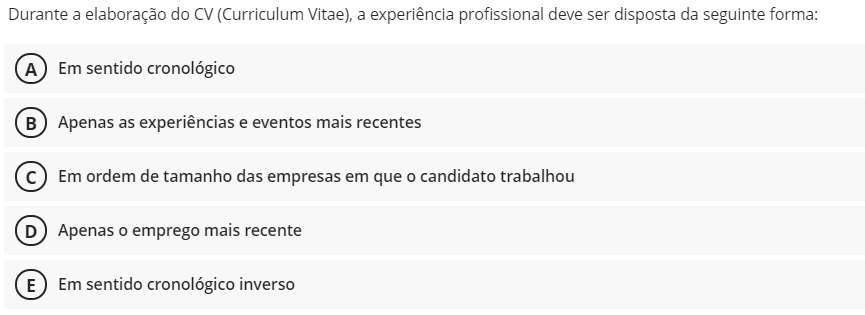 Durante a elaboração do CV (Curriculum Vitae), a experiência profissional deve ser disposta da seguinte forma:
A Em sentido cronológico
B Apenas as experiências e eventos mais recentes
C Em ordem de tamanho das empresas em que o candidato trabalhou
D Apenas o emprego mais recente
E Em sentido cronológico inverso